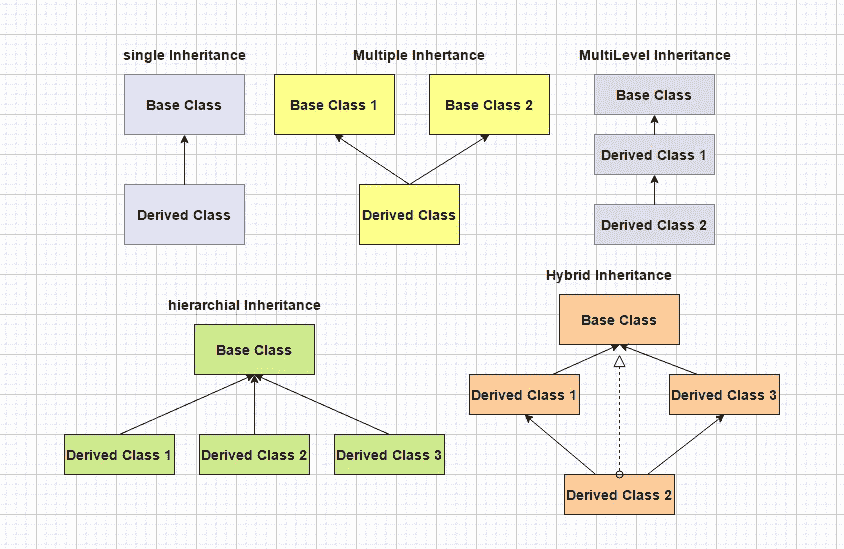 single Inheritance
Multiple Inhertance
MultiLevel Inheritance
Base Class
Base Class 1
Base Class 2
Base Class
Derived Class 1
Derived Class
Derived Class
Derived Class 2
hierarchial Inheritance
Hybrid Inheritance
Base Class
Base Class
Derived Class 1
Derived Class 3
Derived Class 1
Derived Class 2
Derived Class 3
Derived Class 2